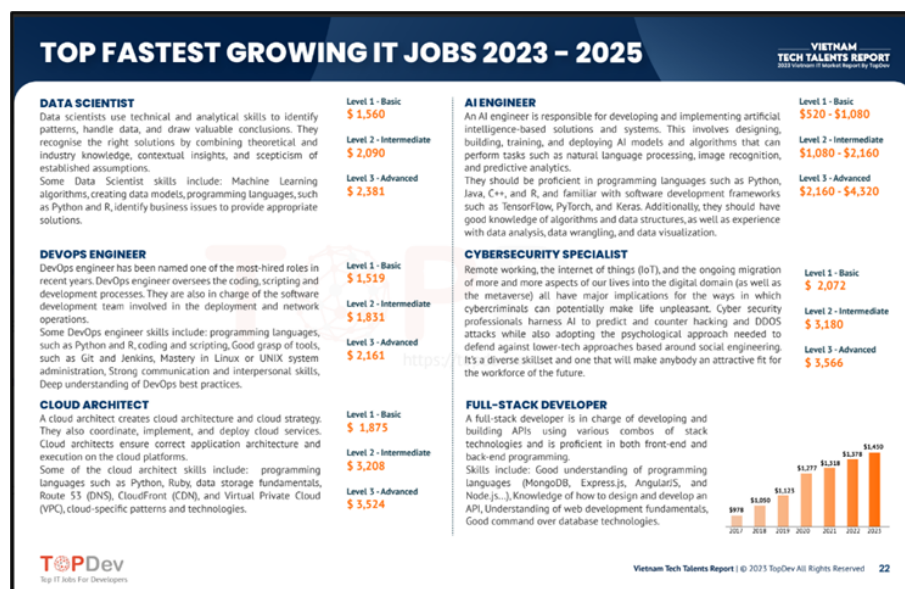 TOP FASTEST GROWING IT JOBS 2023 – 2025
VIETNAM
TECH TALENTS REPORT
2023 Vietnam IT Market Report By TopDev
DATA SCIENTIST
Data scientists use technical and analytical skills to identify
patterns, handle data, and draw valuable conclusions. They
recognise the right solutions by combining theoretical and
industry knowledge, contextual insights, and scepticism of
established assumptions.
Some Data Scientist skills include: Machine Learning
algorithms, creating data models, programming languages, such
as Python and R, identify business issues to provide appropriate
solutions.
Level 1 - Basic
$ 1,560
Level 2 - Intermediate
$ 2,090
Level 3 - Advanced
$ 2,381
AI ENGINEER
An AI engineer is responsible for developing and implementing artificial
intelligence-based solutions and systems. This involves designing,
building, training, and deploying AI models and algorithms that can
perform tasks such as natural language processing, image recognition,
and predictive analytics.
They should be proficient in programming languages such as Python,
Java, C++, and R, and familiar with software development frameworks
such as TensorFlow, PyTorch, and Keras. Additionally, they should have
good knowledge of algorithms and data structures, as well as experience
with data analysis, data wrangling, and data visualization.
Level 1 - Basic
$520 - $1,080
Level 2 - Intermediate
$1,080 - $2,160
Level 3 - Advanced
$2,160 - $4,320
DEVOPS ENGINEER
DevOps engineer has been named one of the most-hired roles in
recent years. DevOps engineer oversees the coding, scripting and
development processes. They are also in charge of the software
development team involved in the deployment and network
operations.
Some DevOps engineer skills include: programming languages,
such as Python and R, coding and scripting, Good grasp of tools,
such as Git and Jenkins, Mastery in Linux or UNIX system
administration, Strong communication and interpersonal skills,
Deep understanding of DevOps best practices.
Level 1 - Basic
$ 1,519
Level 2 - Intermediate
$ 1,831
Level 3 - Advanced
$ 2,161
CYBERSECURITY SPECIALIST
Remote working, the internet of things (IoT), and the ongoing migration
of more and more aspects of our lives into the digital domain (as well as
the metaverse) all have major implications for the ways in which
cybercriminals can potentially make life unpleasant. Cyber security
professionals harness AI to predict and counter hacking and DDOS
attacks while also adopting the psychological approach needed to
defend against lower-tech approaches based around social engineering.
It's a diverse skillset and one that will make anybody an attractive fit for
the workforce of the future.
Level 1 - Basic
$ 2,072
Level 2 - Intermediate
$ 3,180
Level 3 - Advanced
$ 3,566
CLOUD ARCHITECT
A cloud architect creates cloud architecture and cloud strategy.
They also coordinate, implement, and deploy cloud services.
Cloud architects ensure correct application architecture and
execution on the cloud platforms.
Some of the cloud architect skills include: programming
languages such as Python, Ruby, data storage fundamentals,
Route 53 (DNS), CloudFront (CDN), and Virtual Private Cloud
(VPC), cloud-specific patterns and technologies.
Level 1 - Basic
$ 1,875
Level 2 - Intermediate
$ 3,208
Level 3 - Advanced
$ 3,524
FULL-STACK DEVELOPER
A full-stack developer is in charge of developing and
building APIs using various combos of stack
technologies and is proficient in both front-end and
back-end programming.
Skills include: Good understanding of programming
languages (MongoDB, Express.js, AngularJS, and
Node.js...), Knowledge of how to design and develop an
API, Understanding of web development fundamentals,
Good command over database technologies.
$978 $1,050 $1,125 $1,277 $1,318 $1,378 $1,450
2017 2018 2019 2020 2021 2022 2023
TOPDev
Top IT Jobs For Developers
Vietnam Tech Talents Report | © 2023 TopDev All Rights Reserved 22